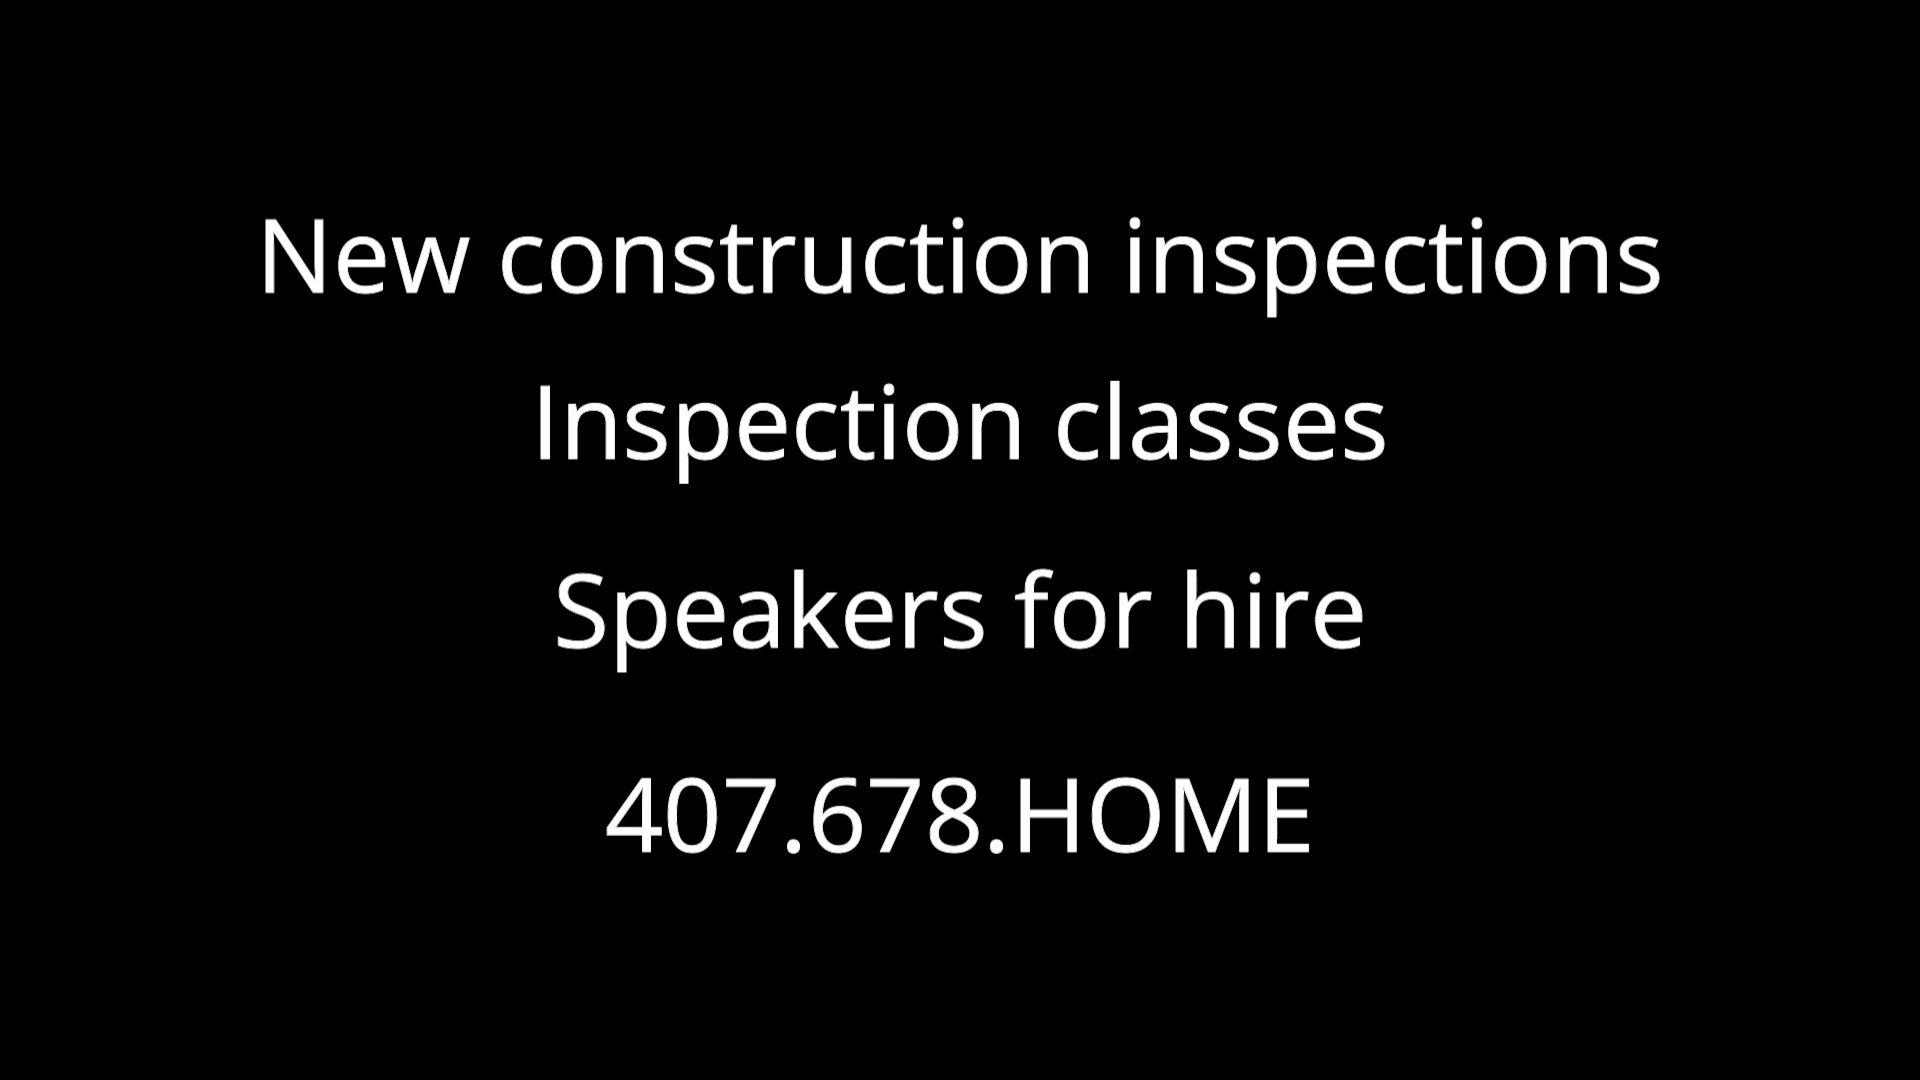 New construction inspections
Inspection classes
Speakers for hire
407.678.HOME